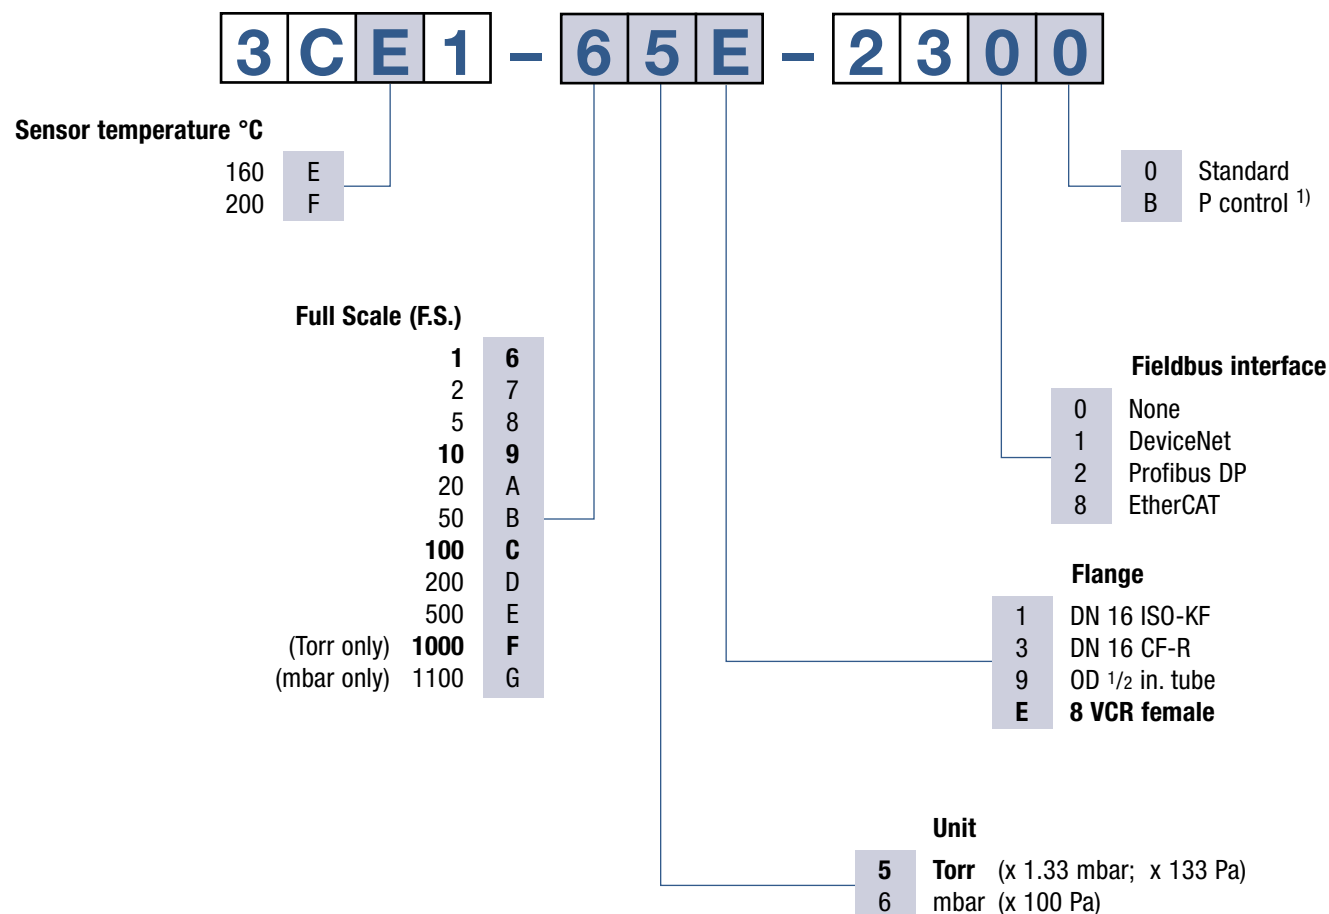 3CE1 – 65E – 2300
Sensor temperature °C
160 E
200 F
0 Standard
B P control 1)
Full Scale (F.S.)
1 6
2 7
5 8
10 9
20 A
50 B
100 C
200 D
500 E
(Torr only) 1000 F
(mbar only) 1100 G
Fieldbus interface
0 None
1 DeviceNet
2 Profibus DP
8 EtherCAT
Flange
1 DN 16 ISO-KF
3 DN 16 CF-R
9 OD 1/2 in. tube
E 8 VCR female
Unit
5 Torr (x 1.33 mbar; x 133 Pa)
6 mbar (x 100 Pa)